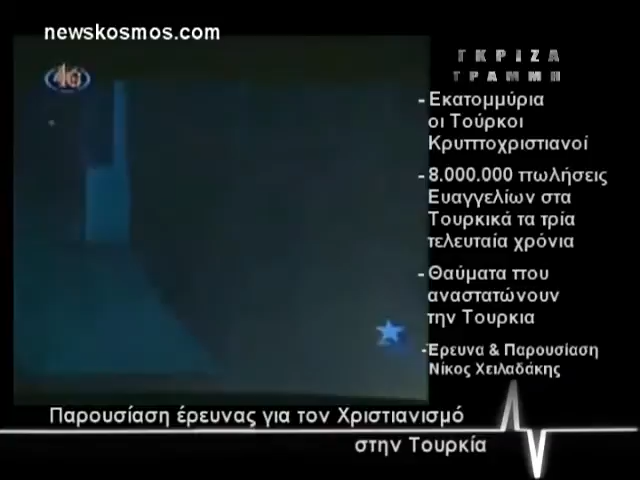 newskosmos.com
ΓΚΡΙΖΑ
ΓΡΑΜΜΗ
- Εκατομμύρια
οι Τούρκοι
Κρυπτοχριστιανοί
- 8.000.000 πωλήσεις
Ευαγγελίων στα
Τουρκικά τα τρία
τελευταία χρόνια
- Θαύματα που
αναστατώνουν
την Τουρκια
- Έρευνα & Παρουσίαση
Νίκος Χειλαδάκης
Παρουσίαση έρευνας για τον Χριστιανισμό
στην Τουρκία